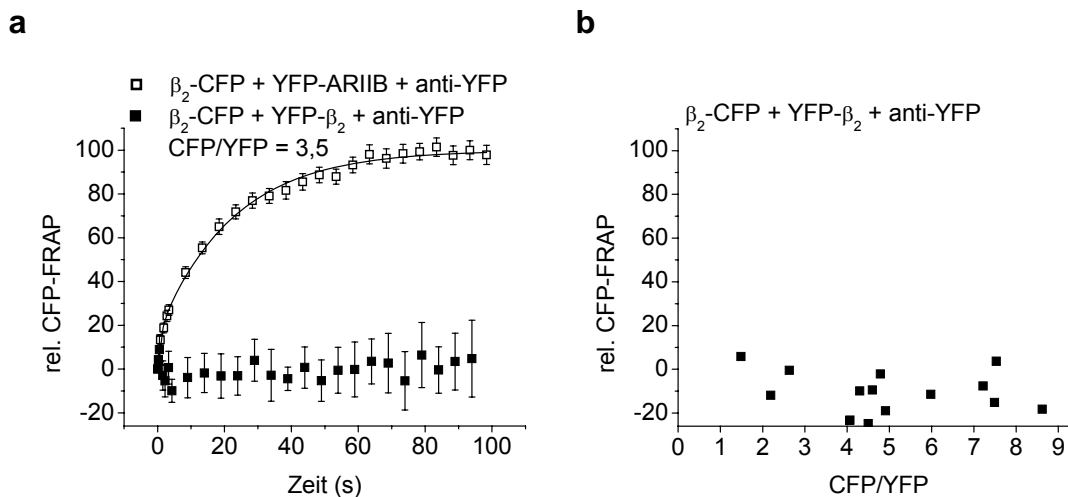 a
□ β₂-CFP + YFP-ARIIB + anti-YFP
■ β₂-CFP + YFP-β₂ + anti-YFP
CFP/YFP = 3,5
rel. CFP-FRAP
100
80
60
40
20
0
-20
0 20 40 60 80 100
Zeit (s)
b
β₂-CFP + YFP-β₂ + anti-YFP
rel. CFP-FRAP
100
80
60
40
20
0
-20
0 1 2 3 4 5 6 7 8 9
CFP/YFP